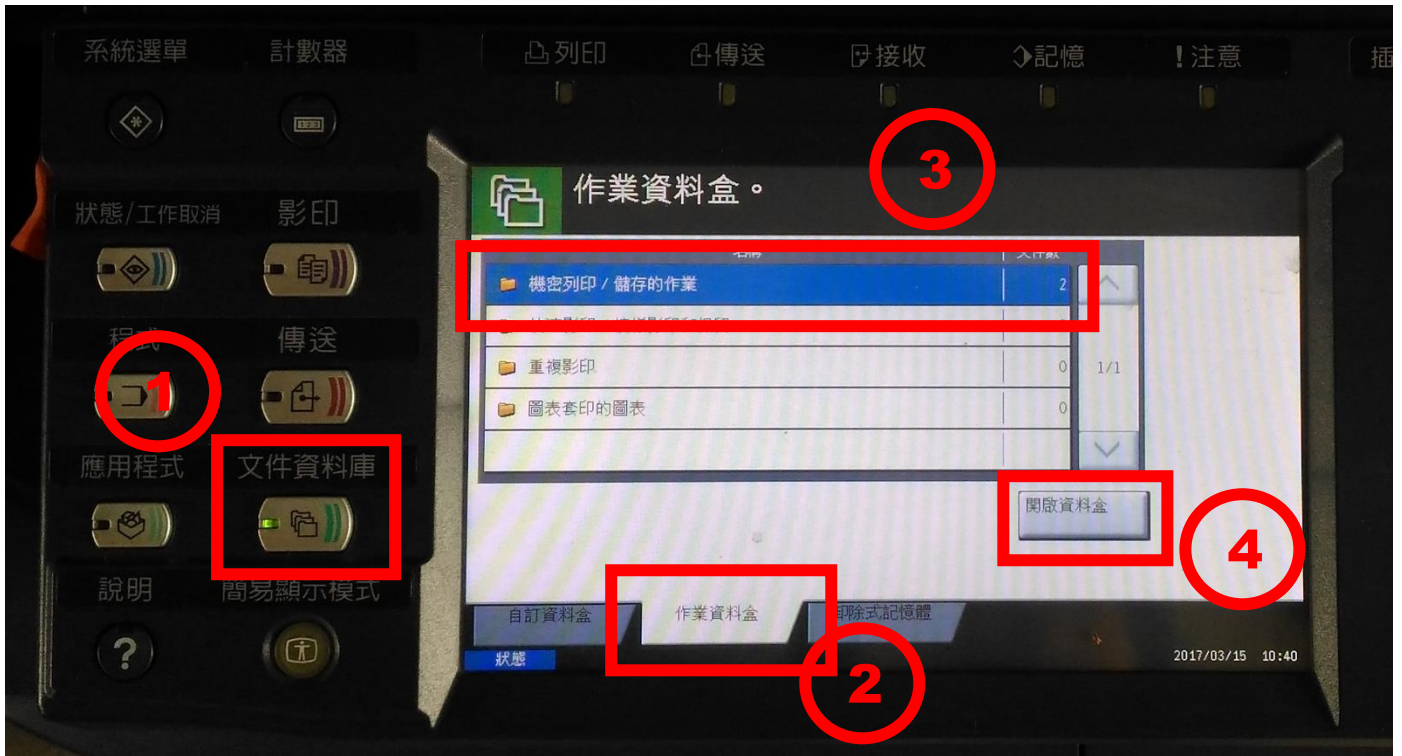 系統選單 計數器 列印 傳送 接收 記憶 !注意 插
123
3
作業資料盒。
狀態/工作取消 影印
機密列印 / 儲存的作業 2
程式 傳送
重複影印 0 1/1
1
圖表套印的圖表 0
應用程式 文件資料庫
開啟資料盒
4
說明 簡易顯示模式
自訂資料盒 作業資料盒 卸除式記憶體
?
狀態 2017/03/15 10:40
2